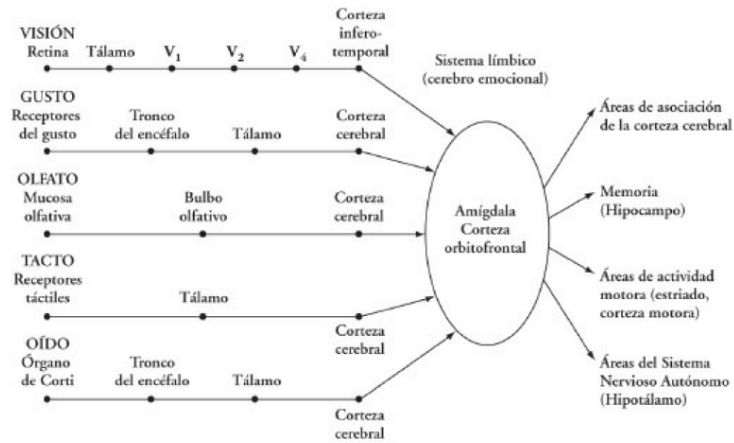 VISIÓN
Retina
Tálamo
V1
V2
V4
Corteza
infero-
temporal
GUSTO
Receptores
del gusto
Tronco
del encéfalo
Tálamo
Corteza
cerebral
OLFATO
Mucosa
olfativa
Bulbo
olfativo
Corteza
cerebral
TACTO
Receptores
táctiles
Tálamo
Corteza
cerebral
OÍDO
Órgano
de Corti
Tronco
del encéfalo
Tálamo
Corteza
cerebral
Sistema límbico
(cerebro emocional)
Amígdala
Corteza
orbitofrontal
Áreas de asociación
de la corteza cerebral
Memoria
(Hipocampo)
Áreas de actividad
motora (estriado,
corteza motora)
Áreas del Sistema
Nervioso Autónomo
(Hipotálamo)